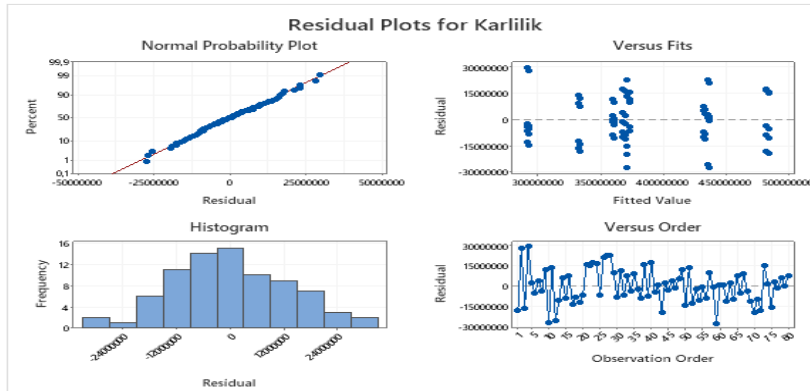 Residual Plots for Karlilik
Normal Probability Plot
Percent
99,9
99
90
50
10
1
0,1
-50000000 -25000000 0 25000000 50000000
Residual
Versus Fits
Residual
30000000
15000000
0
-15000000
-30000000
300000000 350000000 400000000 450000000 500000000
Fitted Value
Histogram
Frequency
16
12
8
4
0
-24000000 -12000000 0 12000000 24000000
Residual
Versus Order
Residual
30000000
15000000
0
-15000000
-30000000
1 5 10 15 20 25 30 35 40 45 50 55 60 65 70 75 80
Observation Order